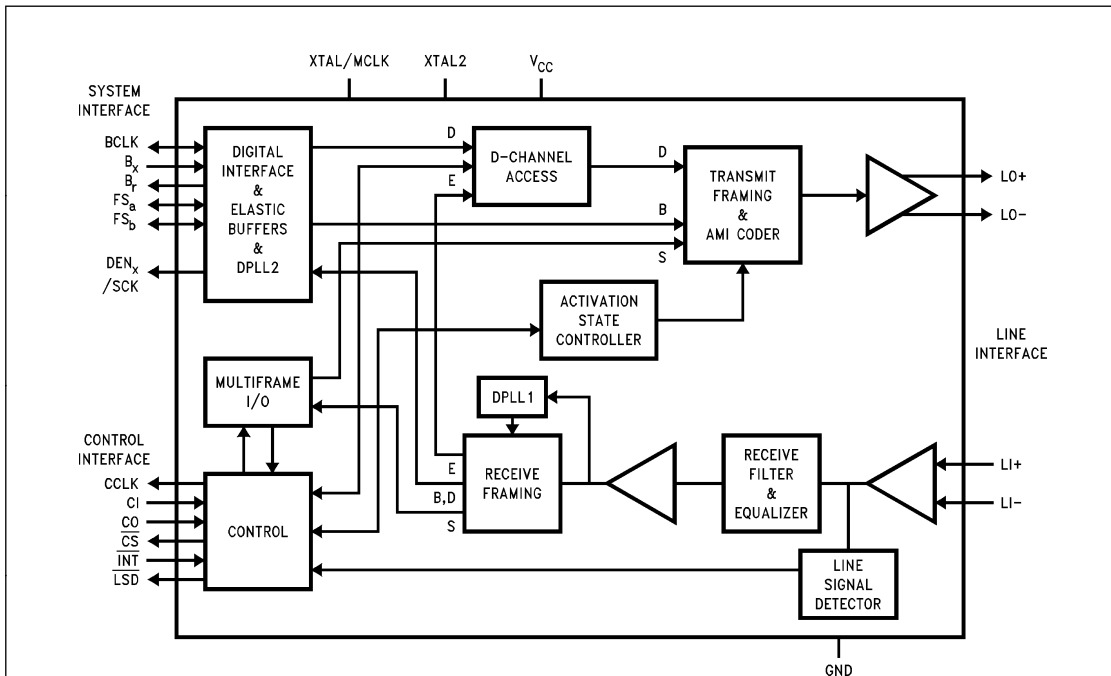 XTAL/MCLK XTAL2 VCC
SYSTEM
INTERFACE
BCLK
Bx
Br
FSa
FSb
DENx
/SCK
DIGITAL
INTERFACE
&
ELASTIC
BUFFERS
&
DPLL2
D
E
D-CHANNEL
ACCESS
D
B
S
TRANSMIT
FRAMING
&
AMI CODER
LO+
LO-
ACTIVATION
STATE
CONTROLLER
LINE
INTERFACE
MULTIFRAME
I/O
DPLL1
CONTROL
INTERFACE
CCLK
CI
CO
CS
INT
LSD
CONTROL
E
B,D
S
RECEIVE
FRAMING
RECEIVE
FILTER
&
EQUALIZER
LI+
LI-
LINE
SIGNAL
DETECTOR
GND